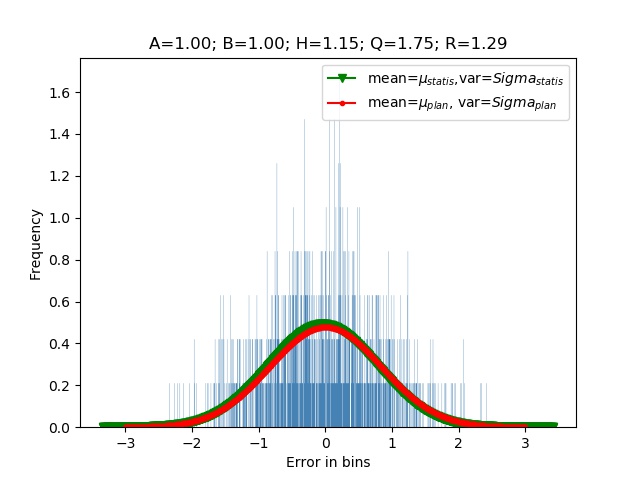 A=1.00; B=1.00; H=1.15; Q=1.75; R=1.29
mean=μstatis,var=Sigmastatis
mean=μplan, var=Sigmaplan
Frequency
1.6
1.4
1.2
1.0
0.8
0.6
0.4
0.2
0.0
−3 −2 −1 0 1 2 3
Error in bins